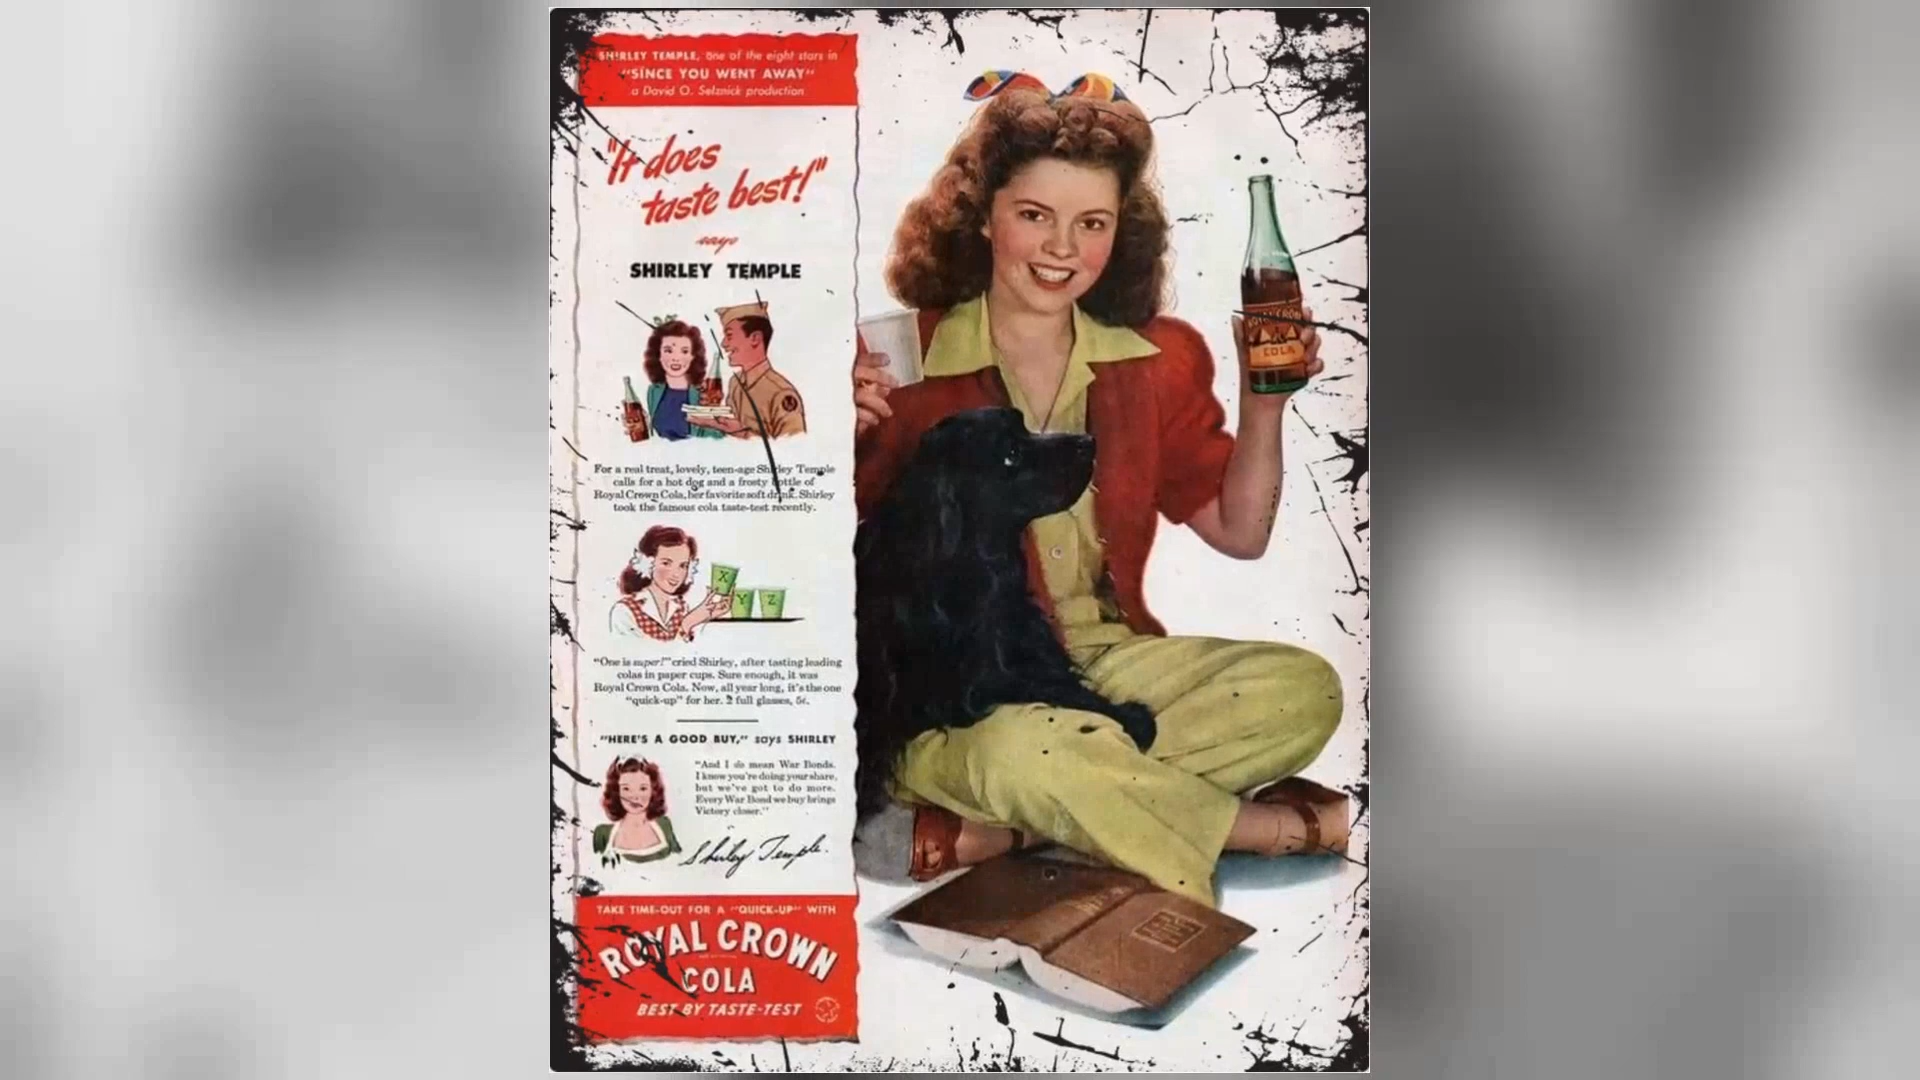 SHIRLEY TEMPLE, one of the eight stars in
"SINCE YOU WENT AWAY"
a David O. Selznick production
"It does
taste best!"
says
SHIRLEY TEMPLE
For a real treat, lovely, teen-age Shirley Temple
calls for a hot dog and a frosty bottle of
Royal Crown Cola, her favorite soft drink. Shirley
took the famous cola taste-test recently.
X
Y
Z
"One is super!" cried Shirley, after tasting leading
colas in paper cups. Sure enough, it was
Royal Crown Cola. Now, all year long, it's the one
"quick-up" for her. 2 full glasses, 5¢.
"HERE'S A GOOD BUY," says SHIRLEY
"And I do mean War Bonds.
I know you're doing your share,
but we've got to do more.
Every War Bond we buy brings
Victory closer."
Shirley Temple.
TAKE TIME-OUT FOR A "QUICK-UP" WITH
ROYAL CROWN
COLA
BEST BY TASTE-TEST
ROYAL CROWN
COLA